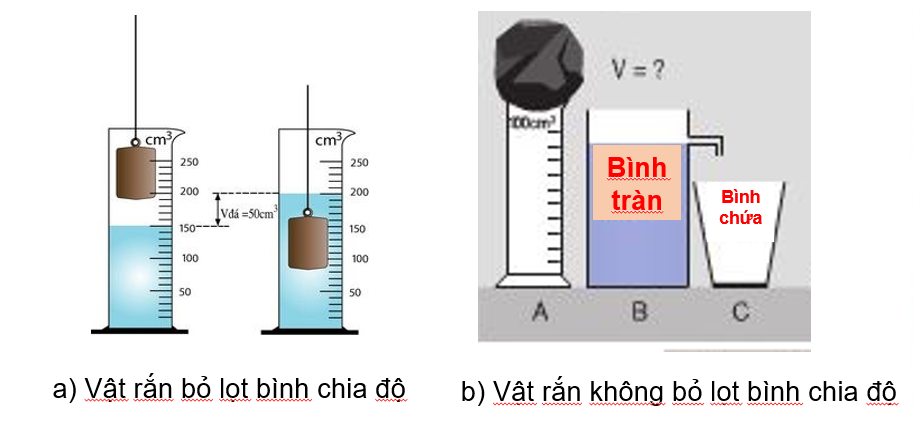 cm³
250
200
150
100
50
Vđá =50cm³
cm³
250
200
150
100
50
V = ?
100cm³
Bình
tràn
Bình
chứa
A
B
C
a) Vật rắn bỏ lọt bình chia độ
b) Vât rắn không bỏ lọt bình chia độ